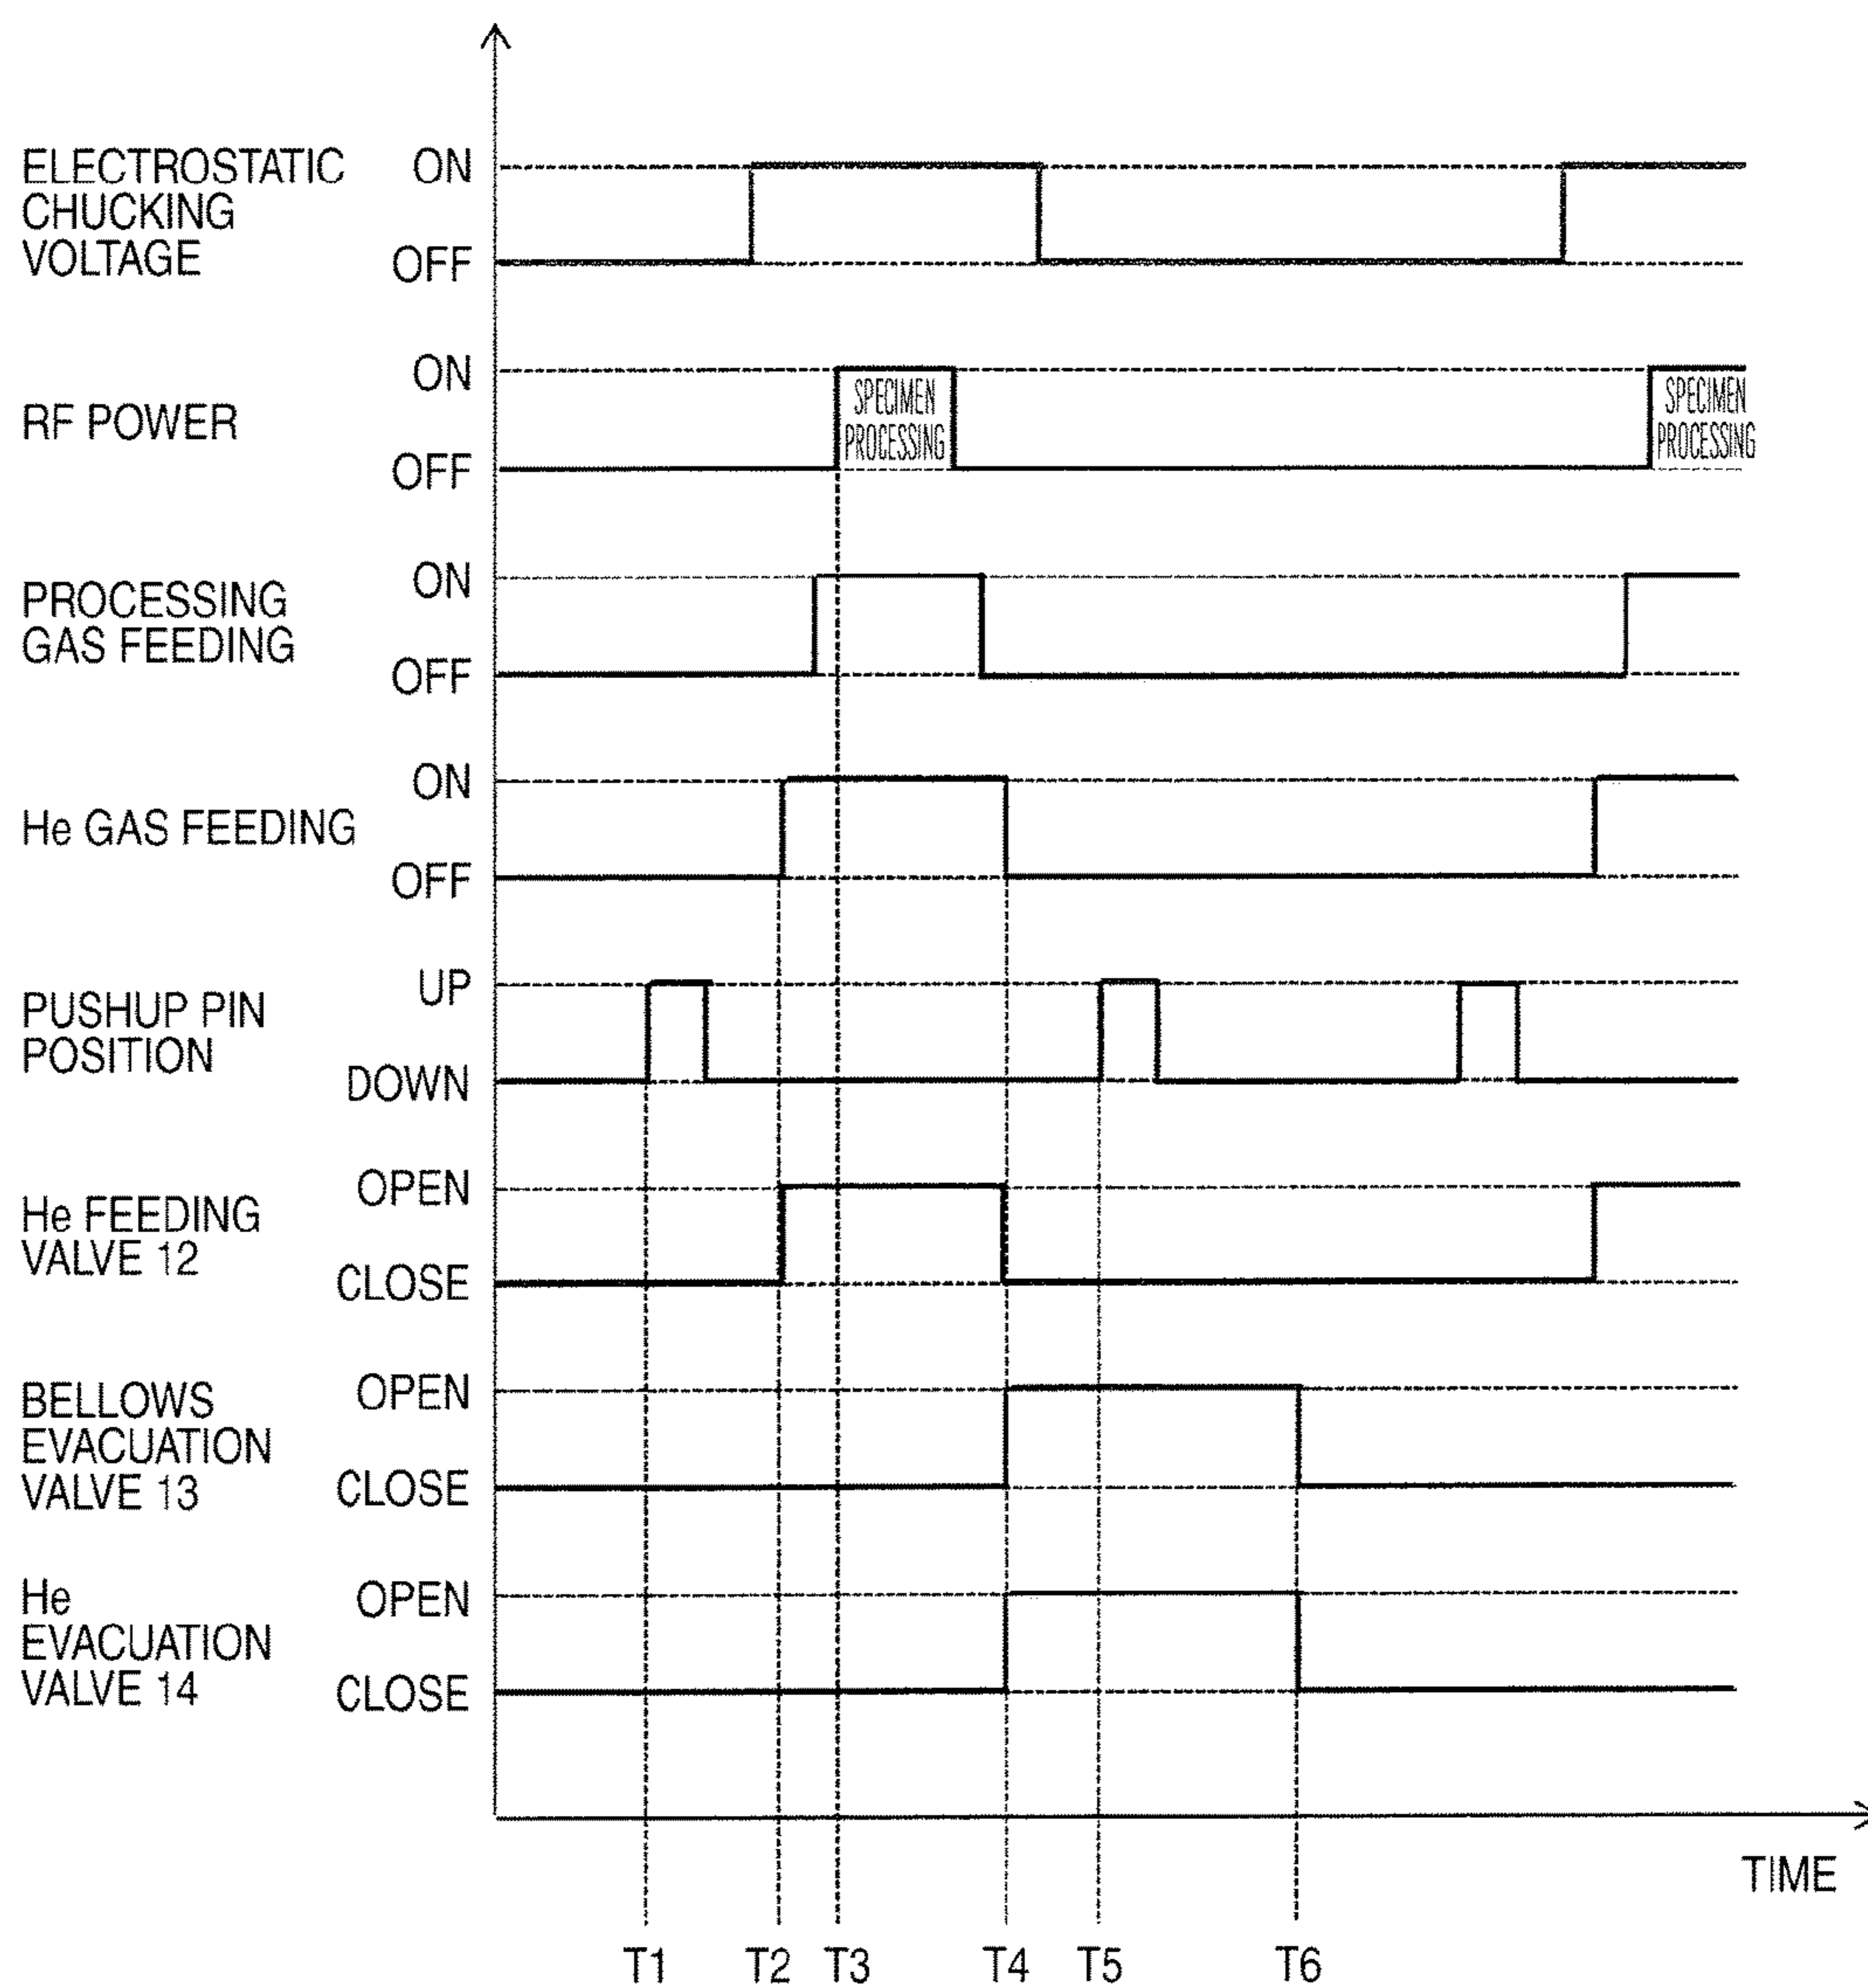 ELECTROSTATIC
CHUCKING
VOLTAGE
ON
OFF
RF POWER
ON
OFF
SPECIMEN
PROCESSING
SPECIMEN
PROCESSING
PROCESSING
GAS FEEDING
ON
OFF
He GAS FEEDING
ON
OFF
PUSHUP PIN
POSITION
UP
DOWN
He FEEDING
VALVE 12
OPEN
CLOSE
BELLOWS
EVACUATION
VALVE 13
OPEN
CLOSE
He
EVACUATION
VALVE 14
OPEN
CLOSE
TIME
T1 T2 T3 T4 T5 T6